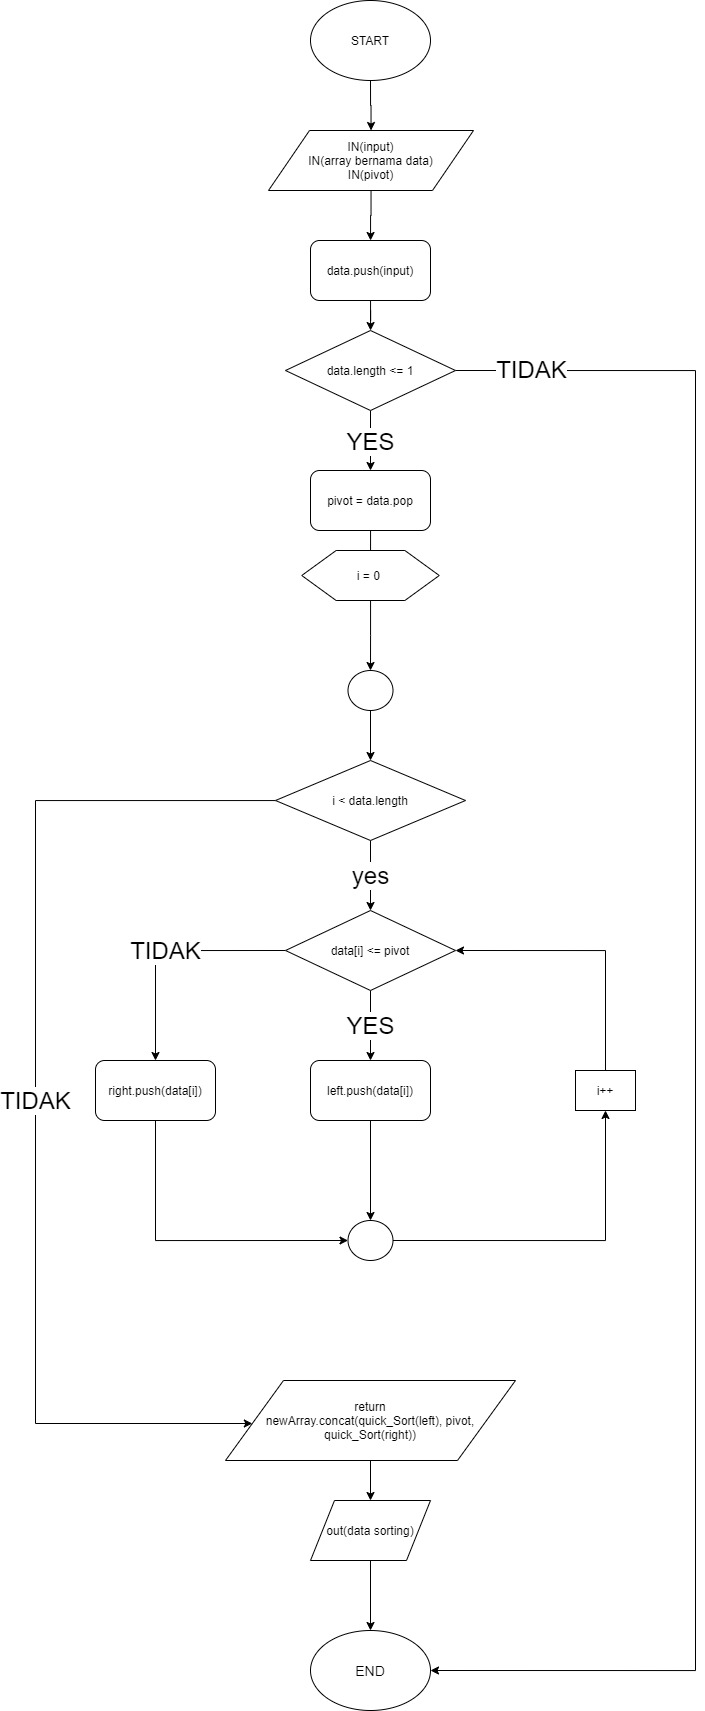 START
IN(input)
IN(array bernama data)
IN(pivot)
data.push(input)
data.length <= 1
TIDAK
YES
pivot = data.pop
i = 0
i < data.length
yes
data[i] <= pivot
TIDAK
YES
right.push(data[i])
left.push(data[i])
i++
TIDAK
return
newArray.concat(quick_Sort(left), pivot,
quick_Sort(right))
out(data sorting)
END